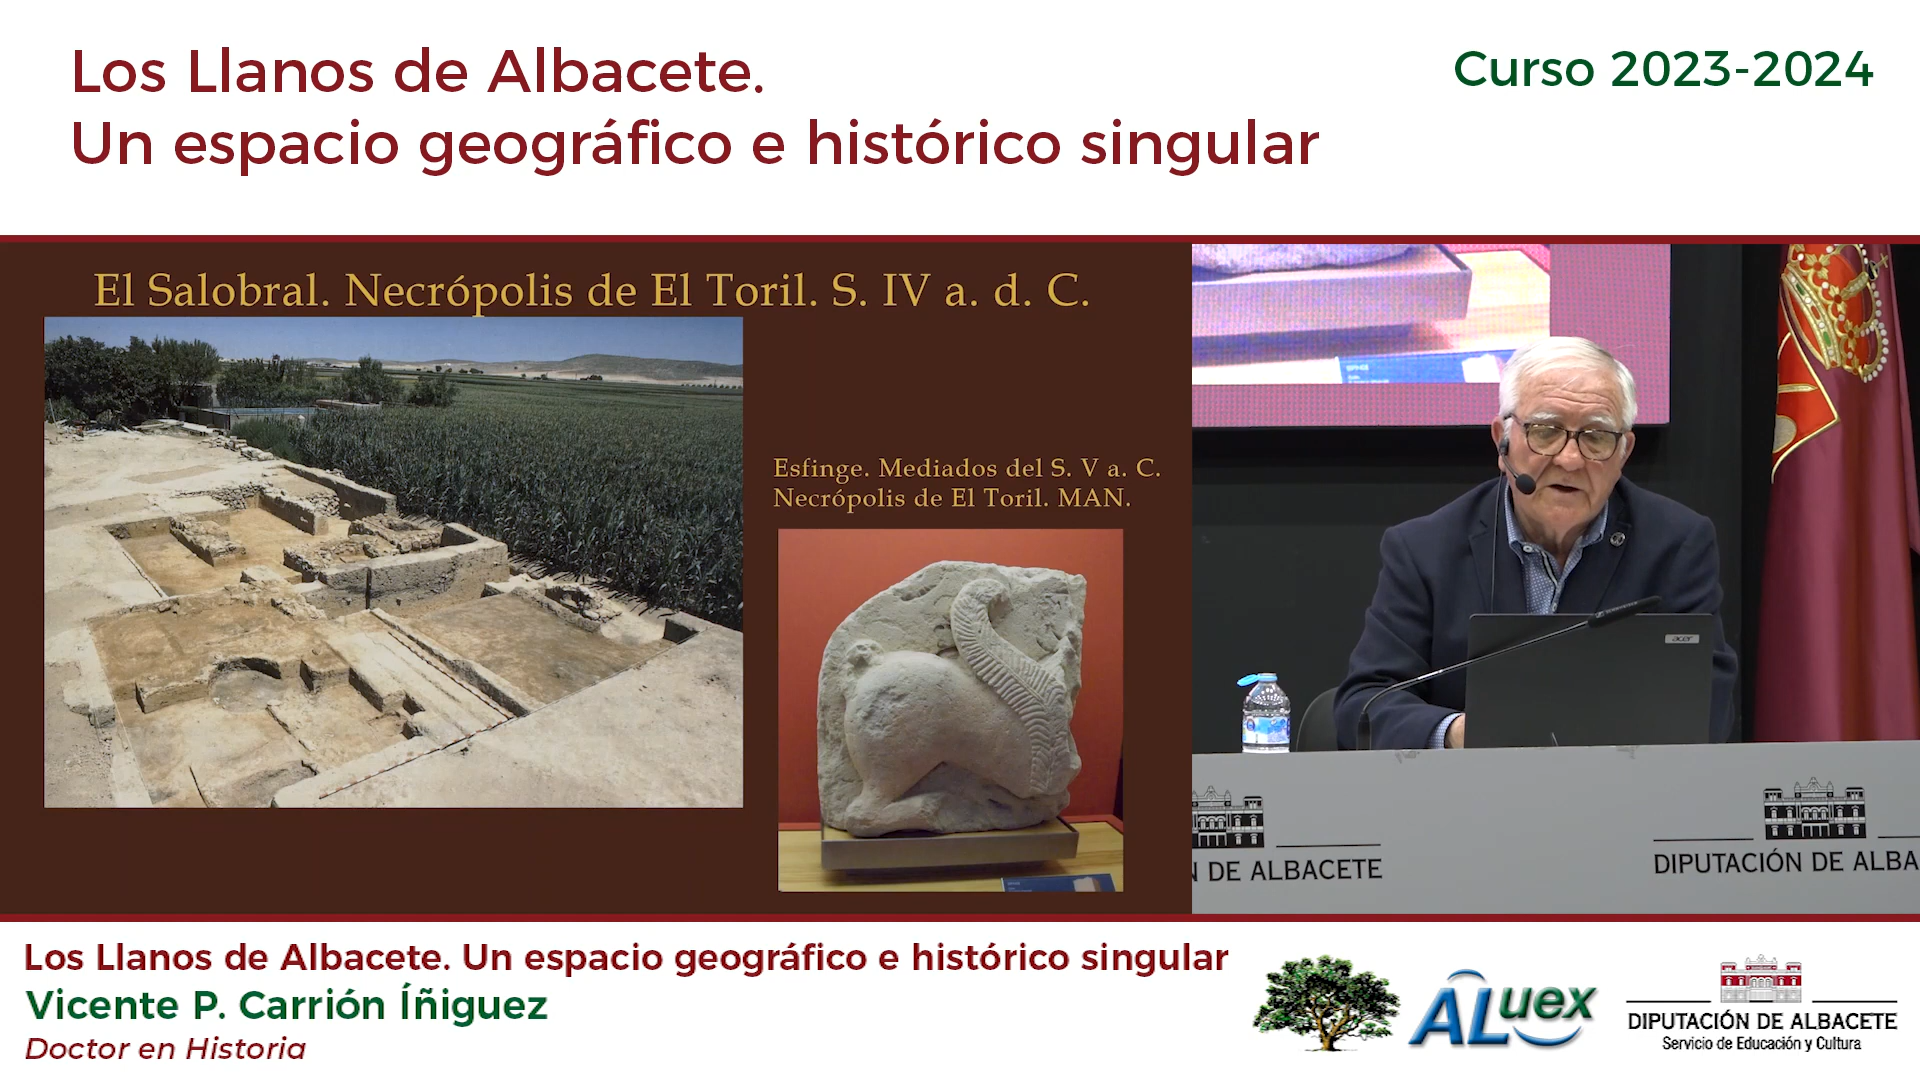 Los Llanos de Albacete.
Un espacio geográfico e histórico singular
Curso 2023-2024
El Salobral. Necrópolis de El Toril. S. IV a. d. C.
Esfinge. Mediados del S. V a. C.
Necrópolis de El Toril. MAN.
acer
N DE ALBACETE
DIPUTACIÓN DE ALBA
Los Llanos de Albacete. Un espacio geográfico e histórico singular
Vicente P. Carrión Íñiguez
Doctor en Historia
ALuex
DIPUTACIÓN DE ALBACETE
Servicio de Educación y Cultura